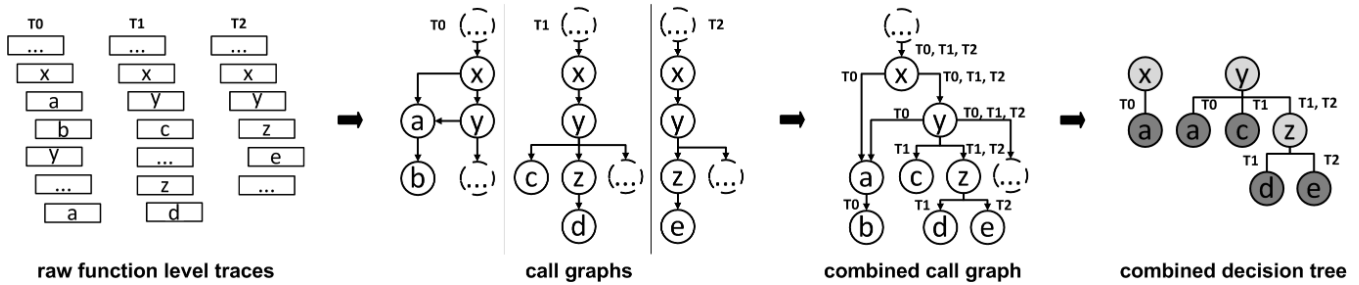 T0
...
x
a
b
y
...
a
T1
...
x
y
c
...
z
d
T2
...
x
y
z
e
...
raw function level traces
T0
...
x
a
y
b
...
T1
...
x
y
c
z
...
d
T2
...
x
y
z
...
e
call graphs
...
T0, T1, T2
x
T0
T0, T1, T2
T0
y
T0, T1, T2
T1
T1, T2
a
c
z
...
T0
T1
T2
b
d
e
combined call graph
x
y
T0
T0
T1
T1, T2
a
a
c
z
T1
T2
d
e
combined decision tree